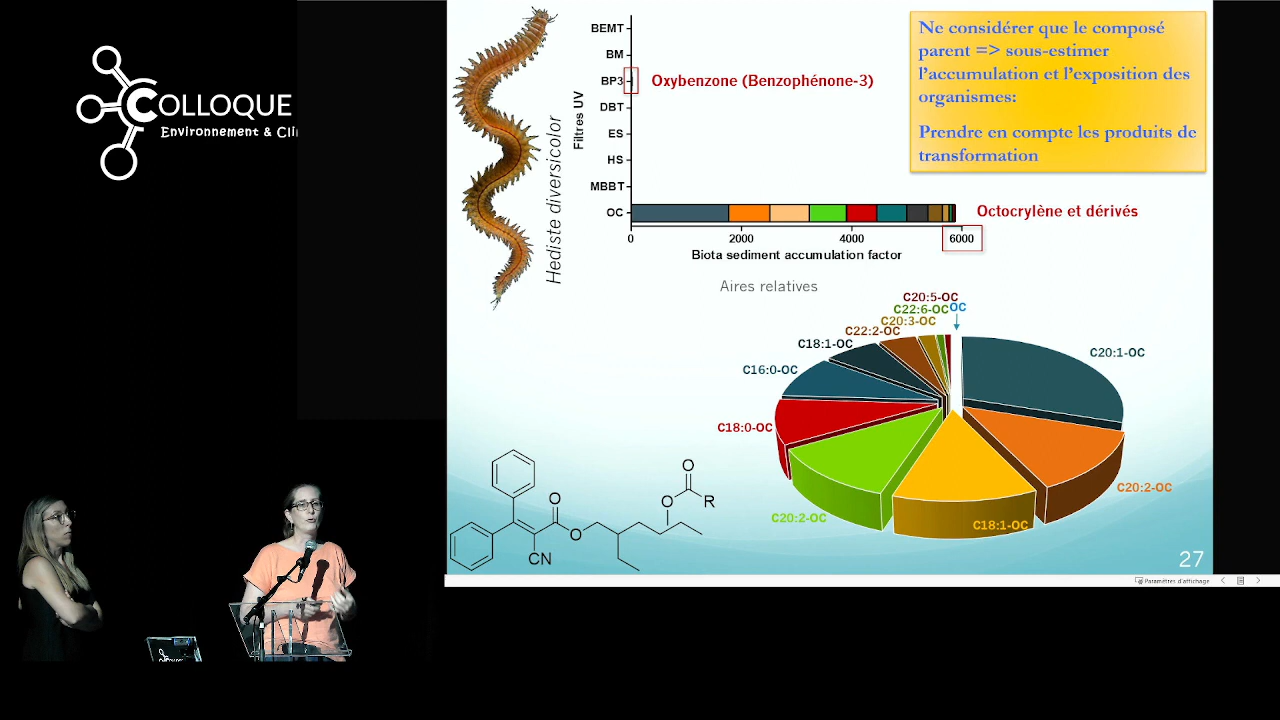 COLLOQUE
Environnement & Cli
Hediste diversicolor
Filtres UV
BEMT
BM
BP3
DBT
ES
HS
MBBT
OC
Oxybenzone (Benzophénone-3)
Octocrylène et dérivés
0
2000
4000
6000
Biota sediment accumulation factor
Ne considérer que le composé
parent => sous-estimer
l'accumulation et l'exposition des
organismes:
Prendre en compte les produits de
transformation
Aires relatives
C20:5-OC
C22:6-OC
OC
C20:3-OC
C22:2-OC
C18:1-OC
C16:0-OC
C18:0-OC
C20:2-OC
C18:1-OC
C20:2-OC
C20:1-OC
O
O
CN
O
O
R
27
Paramètres d'affichage